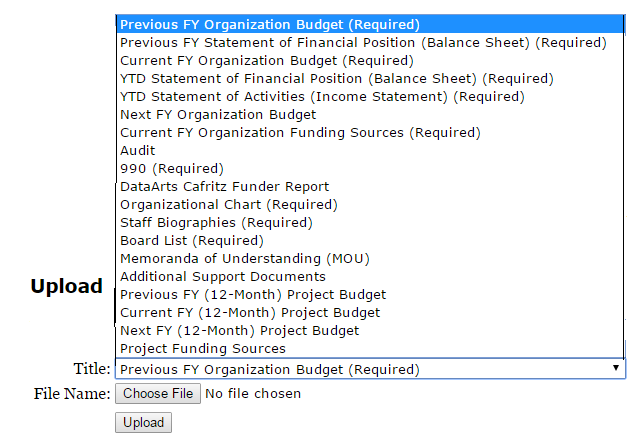 Previous FY Organization Budget (Required)
Previous FY Statement of Financial Position (Balance Sheet) (Required)
Current FY Organization Budget (Required)
YTD Statement of Financial Position (Balance Sheet) (Required)
YTD Statement of Activities (Income Statement) (Required)
Next FY Organization Budget
Current FY Organization Funding Sources (Required)
Audit
990 (Required)
DataArts Cafritz Funder Report
Organizational Chart (Required)
Staff Biographies (Required)
Board List (Required)
Memoranda of Understanding (MOU)
Additional Support Documents
Upload
Previous FY (12-Month) Project Budget
Current FY (12-Month) Project Budget
Next FY (12-Month) Project Budget
Project Funding Sources
Title: Previous FY Organization Budget (Required)
File Name: Choose File No file chosen
Upload